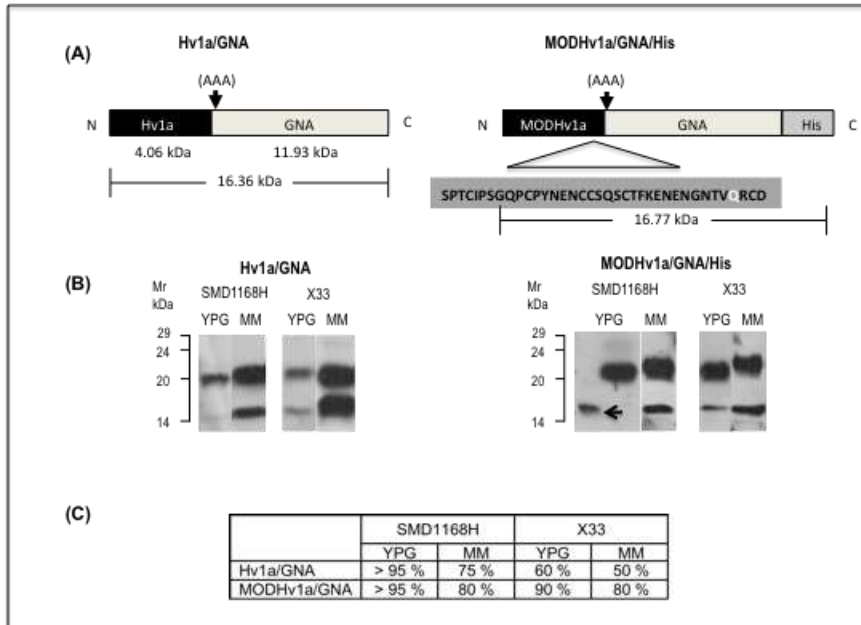 (A)
Hv1a/GNA
MODHv1a/GNA/His
(AAA)
(AAA)
N
Hv1a
GNA
C
N
MODHv1a
GNA
His
C
4.06 kDa
11.93 kDa
16.36 kDa
SPTCIPSGQPCPYNENCCSQSCTFKENENGNTVQRCD
16.77 kDa
(B)
Hv1a/GNA
MODHv1a/GNA/His
Mr
kDa
SMD1168H
X33
YPG MM YPG MM
29
24
20
14
Mr
kDa
SMD1168H
X33
YPG MM YPG MM
29
24
20
14
(C)
SMD1168H X33
YPG MM YPG MM
Hv1a/GNA > 95 % 75 % 60 % 50 %
MODHv1a/GNA > 95 % 80 % 90 % 80 %